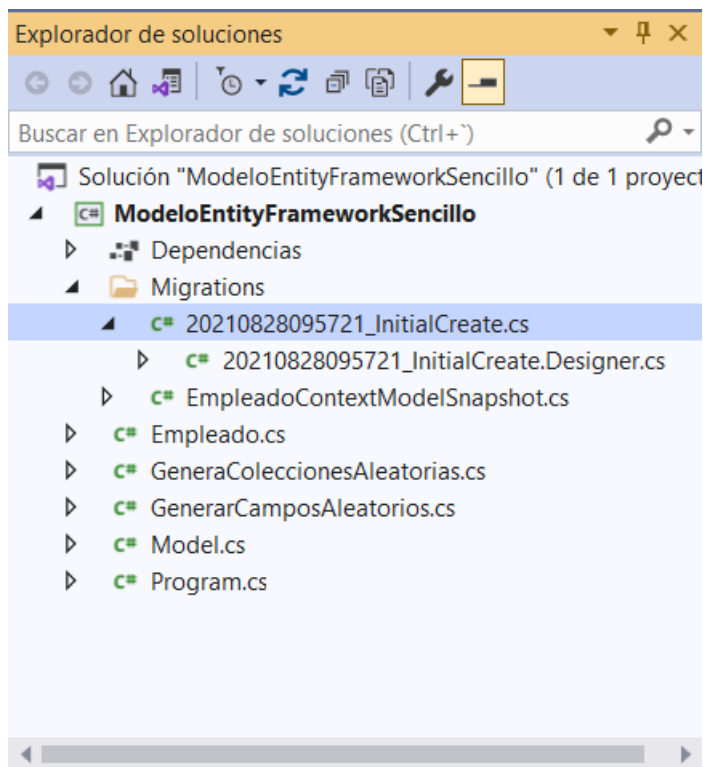 Explorador de soluciones
Buscar en Explorador de soluciones (Ctrl+`)
Solución "ModeloEntityFrameworkSencillo" (1 de 1 proyect
C# ModeloEntityFrameworkSencillo
Dependencias
Migrations
C# 20210828095721_InitialCreate.cs
C# 20210828095721_InitialCreate.Designer.cs
C# EmpleadoContextModelSnapshot.cs
C# Empleado.cs
C# GeneraColeccionesAleatorias.cs
C# GenerarCamposAleatorios.cs
C# Model.cs
C# Program.cs